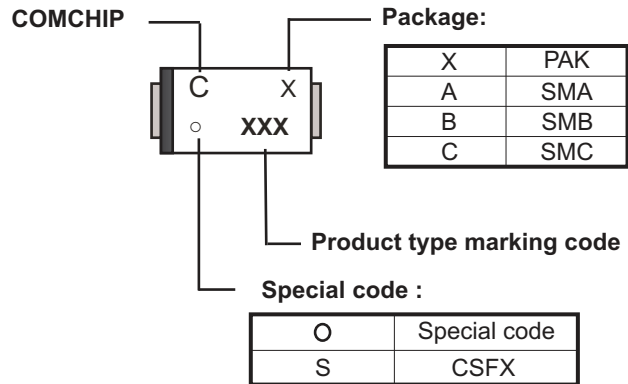 COMCHIP
Package:
X PAK
A SMA
B SMB
C SMC
C X
○ XXX
Product type marking code
Special code :
O Special code
S CSFX